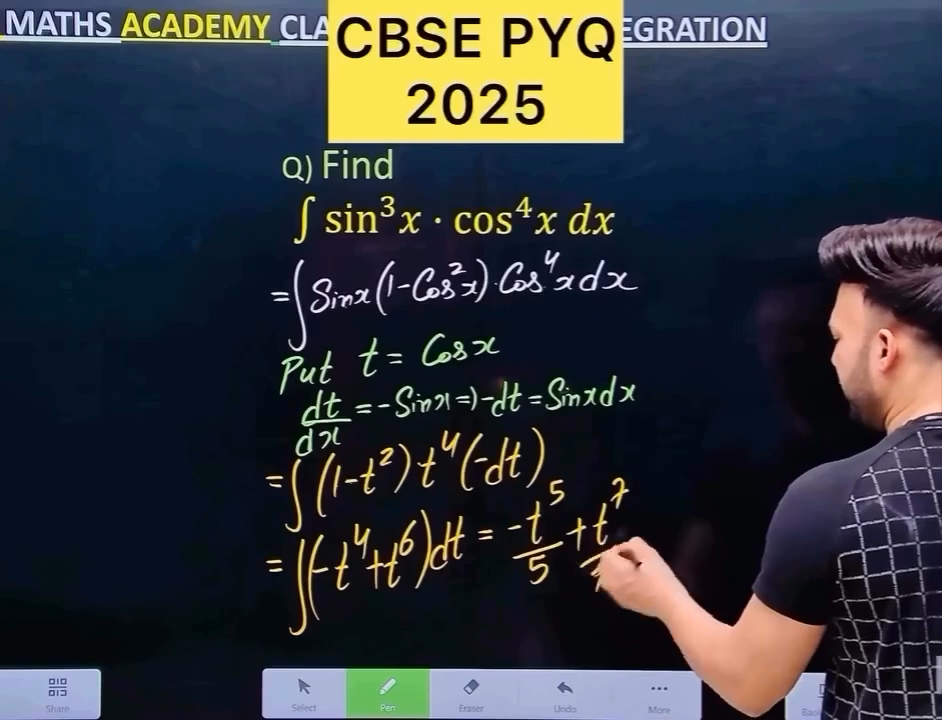 MATHS ACADEMY CLA EGRATION
CBSE PYQ
2025
Q) Find
∫ sin³x · cos⁴x dx
=∫Sinx(1-Cos²x)·Cos⁴x dx
Put t = Cosx
dt/dx = -Sinx => -dt = Sinxdx
=∫(1-t²)t⁴(-dt)
=∫(-t⁴+t⁶)dt = -t⁵/5 + t⁷/
Share
Select
Pen
Eraser
Undo
More